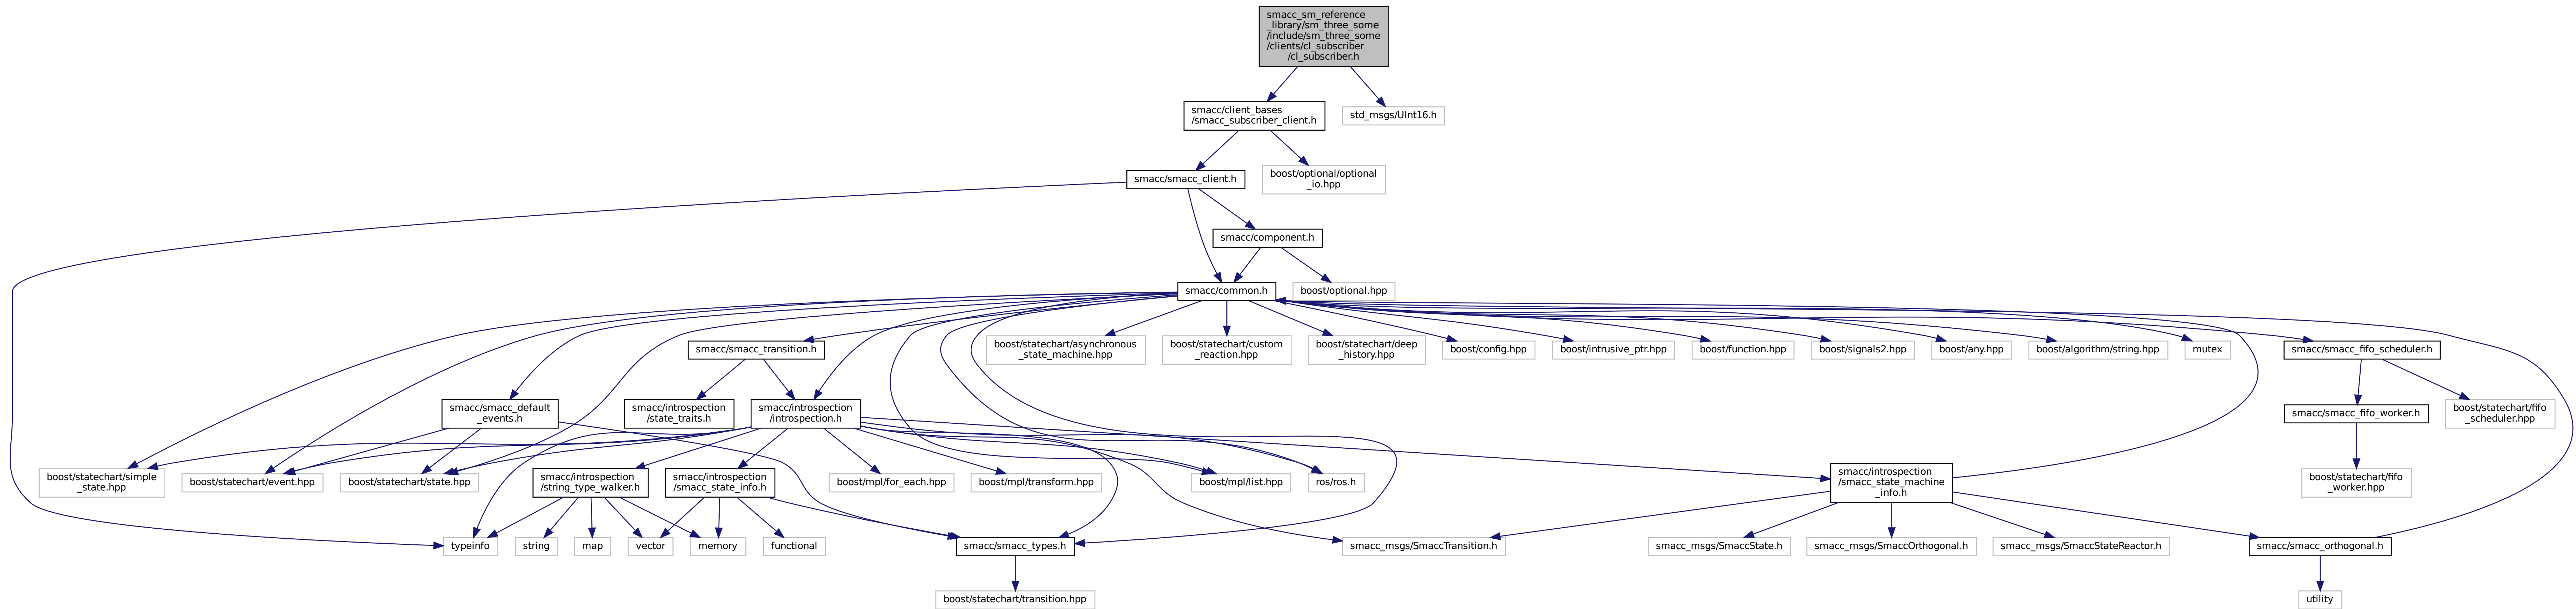 smacc_sm_reference
_library/sm_three_some
/include/sm_three_some
/clients/cl_subscriber
/cl_subscriber.h
smacc/client_bases
/smacc_subscriber_client.h
std_msgs/UInt16.h
smacc/smacc_client.h
boost/optional/optional
_io.hpp
smacc/component.h
smacc/common.h
boost/optional.hpp
smacc/smacc_transition.h
boost/statechart/asynchronous
_state_machine.hpp
boost/statechart/custom
_reaction.hpp
boost/statechart/deep
_history.hpp
boost/config.hpp
boost/intrusive_ptr.hpp
boost/function.hpp
boost/signals2.hpp
boost/any.hpp
boost/algorithm/string.hpp
mutex
smacc/smacc_fifo_scheduler.h
smacc/smacc_default
_events.h
smacc/introspection
/state_traits.h
smacc/introspection
/introspection.h
smacc/smacc_fifo_worker.h
boost/statechart/fifo
_scheduler.hpp
boost/statechart/simple
_state.hpp
boost/statechart/event.hpp
boost/statechart/state.hpp
smacc/introspection
/string_type_walker.h
smacc/introspection
/smacc_state_info.h
boost/mpl/for_each.hpp
boost/mpl/transform.hpp
boost/mpl/list.hpp
ros/ros.h
smacc/introspection
/smacc_state_machine
_info.h
boost/statechart/fifo
_worker.hpp
typeinfo
string
map
vector
memory
functional
smacc/smacc_types.h
smacc_msgs/SmaccTransition.h
smacc_msgs/SmaccState.h
smacc_msgs/SmaccOrthogonal.h
smacc_msgs/SmaccStateReactor.h
smacc/smacc_orthogonal.h
boost/statechart/transition.hpp
utility